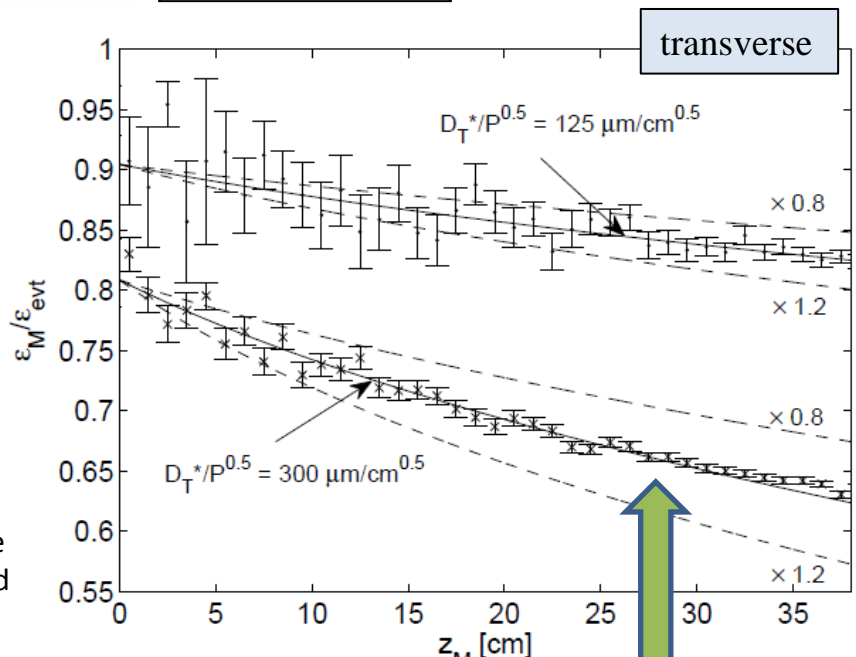 transverse
1
0.95
0.9
0.85
0.8
0.75
0.7
0.65
0.6
0.55
ε_M/ε_evt
D_T*/P^0.5 = 125 μm/cm^0.5
× 0.8
× 1.2
× 0.8
D_T*/P^0.5 = 300 μm/cm^0.5
× 1.2
0 5 10 15 20 25 30 35
z_M [cm]